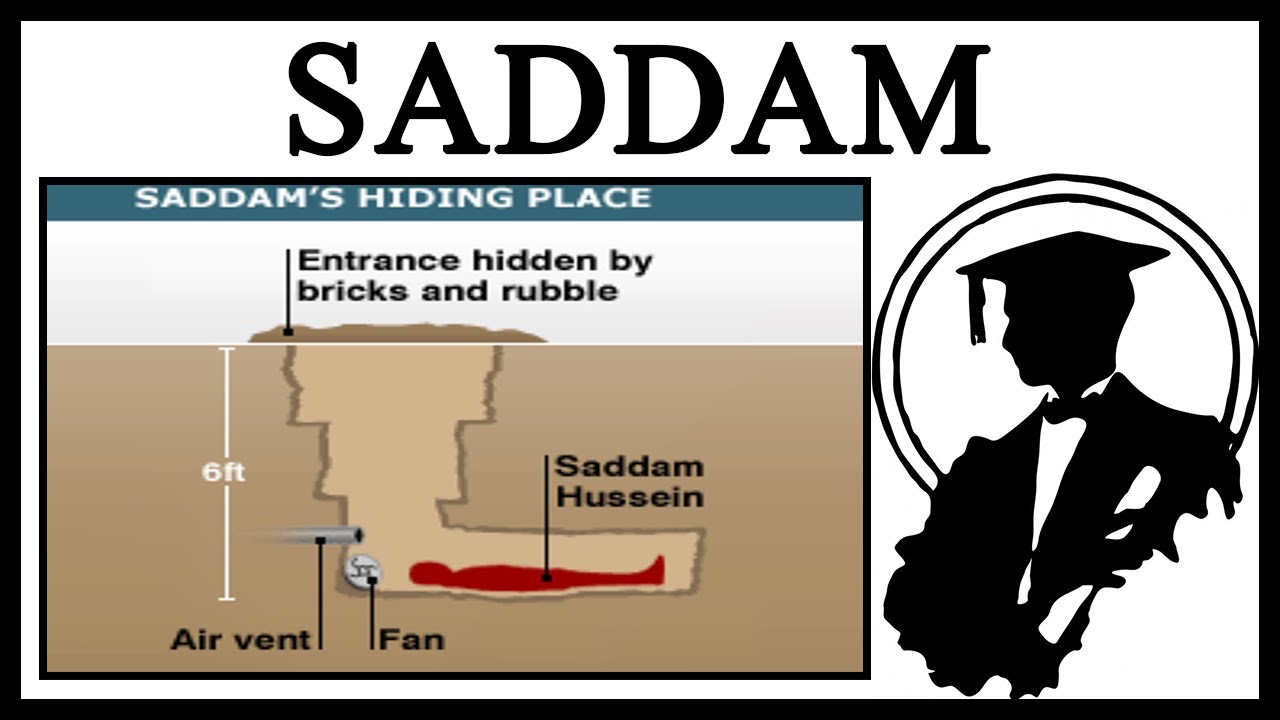 SADDAM
SADDAM'S HIDING PLACE
Entrance hidden by
bricks and rubble
6ft
Saddam
Hussein
Air vent
Fan